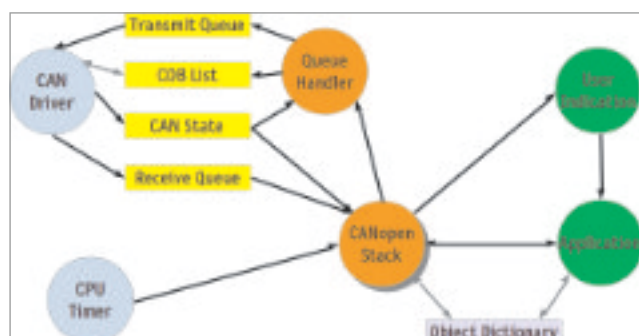 Transmit Queue
CAN
Driver
COB List
Queue
Handler
User
Indication
CAN State
Receive Queue
CANopen
Stack
Application
CPU
Timer
Object Dictionary